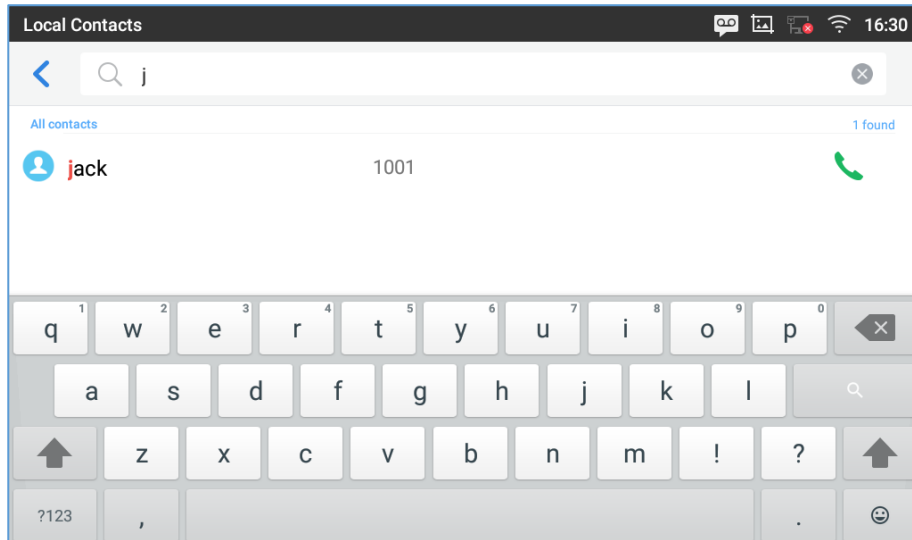 Local Contacts 16:30
j
All contacts 1 found
jack 1001
1 2 3 4 5 6 7 8 9 0
q w e r t y u i o p
a s d f g h j k l
z x c v b n m ! ?
?123 , .